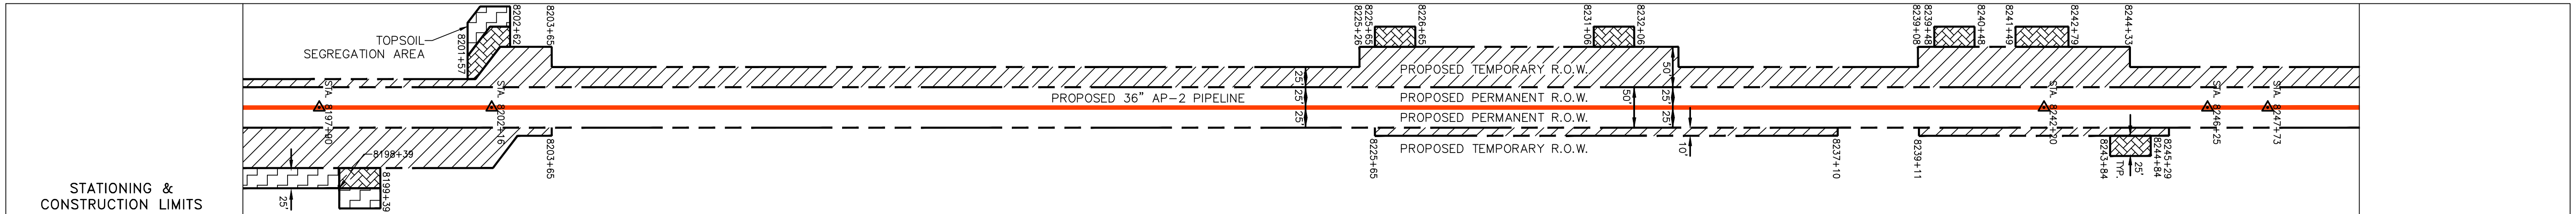 STATIONING &
CONSTRUCTION LIMITS
TOPSOIL
SEGREGATION AREA
8201+57
8202+62
8203+65
8225+26
8225+65
8226+65
8231+06
8232+06
8239+08
8239+48
8240+48
8241+49
8242+79
8244+33
PROPOSED TEMPORARY R.O.W.
25'
50'
STA. 8197+90
STA. 8202+16
PROPOSED 36" AP-2 PIPELINE
25'
PROPOSED PERMANENT R.O.W.
50'
25'
STA. 8242+20
STA. 8246+25
STA. 8247+73
25'
PROPOSED PERMANENT R.O.W.
25'
8198+39
8199+39
25'
8203+65
8225+65
PROPOSED TEMPORARY R.O.W.
10'
8237+10
8239+11
8243+84
TYP.
25'
8244+84
8245+29